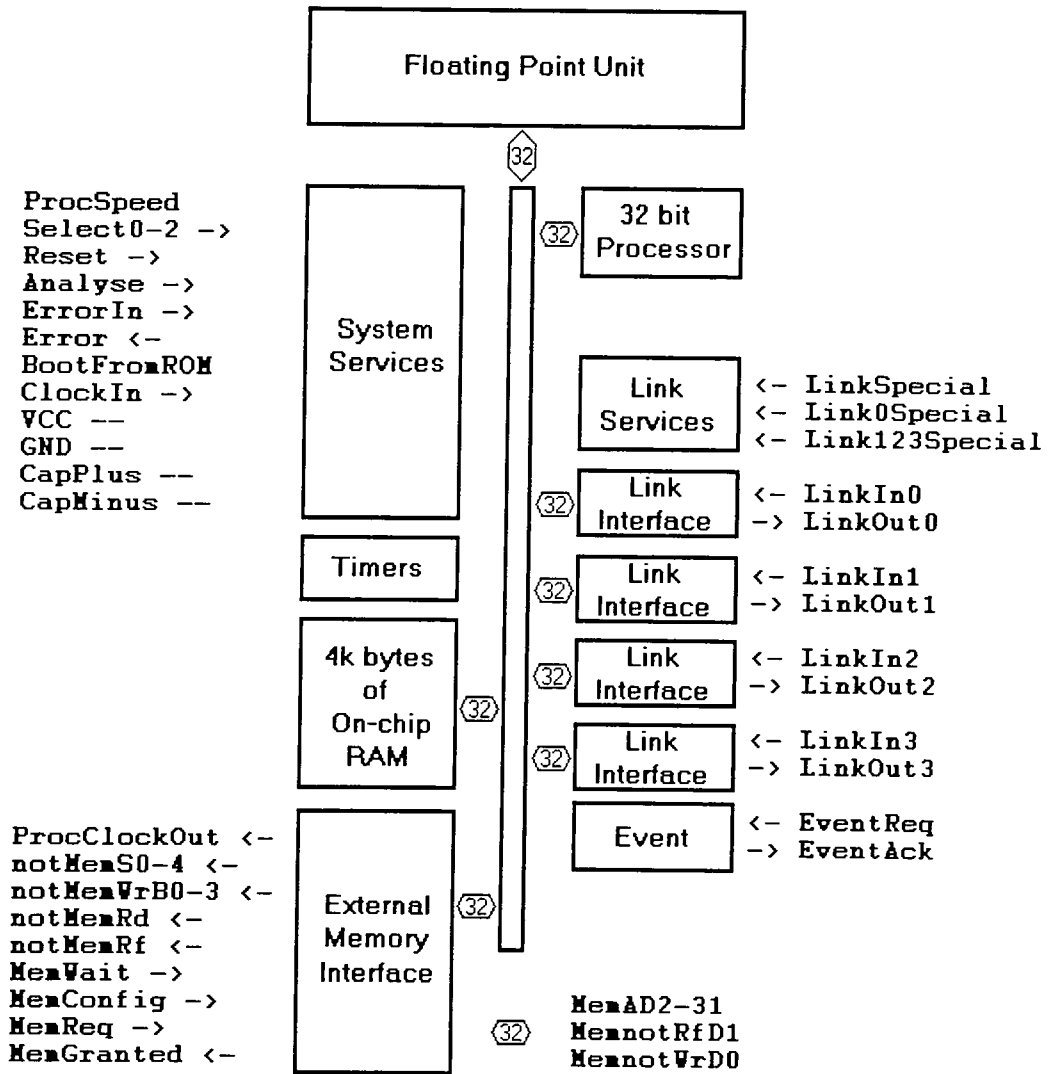 Floating Point Unit
32
ProcSpeed
Select0-2 ->
Reset ->
Analyse ->
ErrorIn ->
Error <-
BootFromROM
ClockIn ->
VCC --
GND --
CapPlus --
CapMinus --
System
Services
32
32 bit
Processor
Link
Services
<- LinkSpecial
<- Link0Special
<- Link123Special
32
Link
Interface
<- LinkIn0
-> LinkOut0
Timers
32
Link
Interface
<- LinkIn1
-> LinkOut1
4k bytes
of
On-chip
RAM
32
32
Link
Interface
<- LinkIn2
-> LinkOut2
32
Link
Interface
<- LinkIn3
-> LinkOut3
Event
<- EventReq
-> EventAck
ProcClockOut <-
notMemS0-4 <-
notMemWrB0-3 <-
notMemRd <-
notMemRf <-
MemWait ->
MemConfig ->
MemReq ->
MemGranted <-
External
Memory
Interface
32
32
MemAD2-31
MemnotRfD1
MemnotWrD0